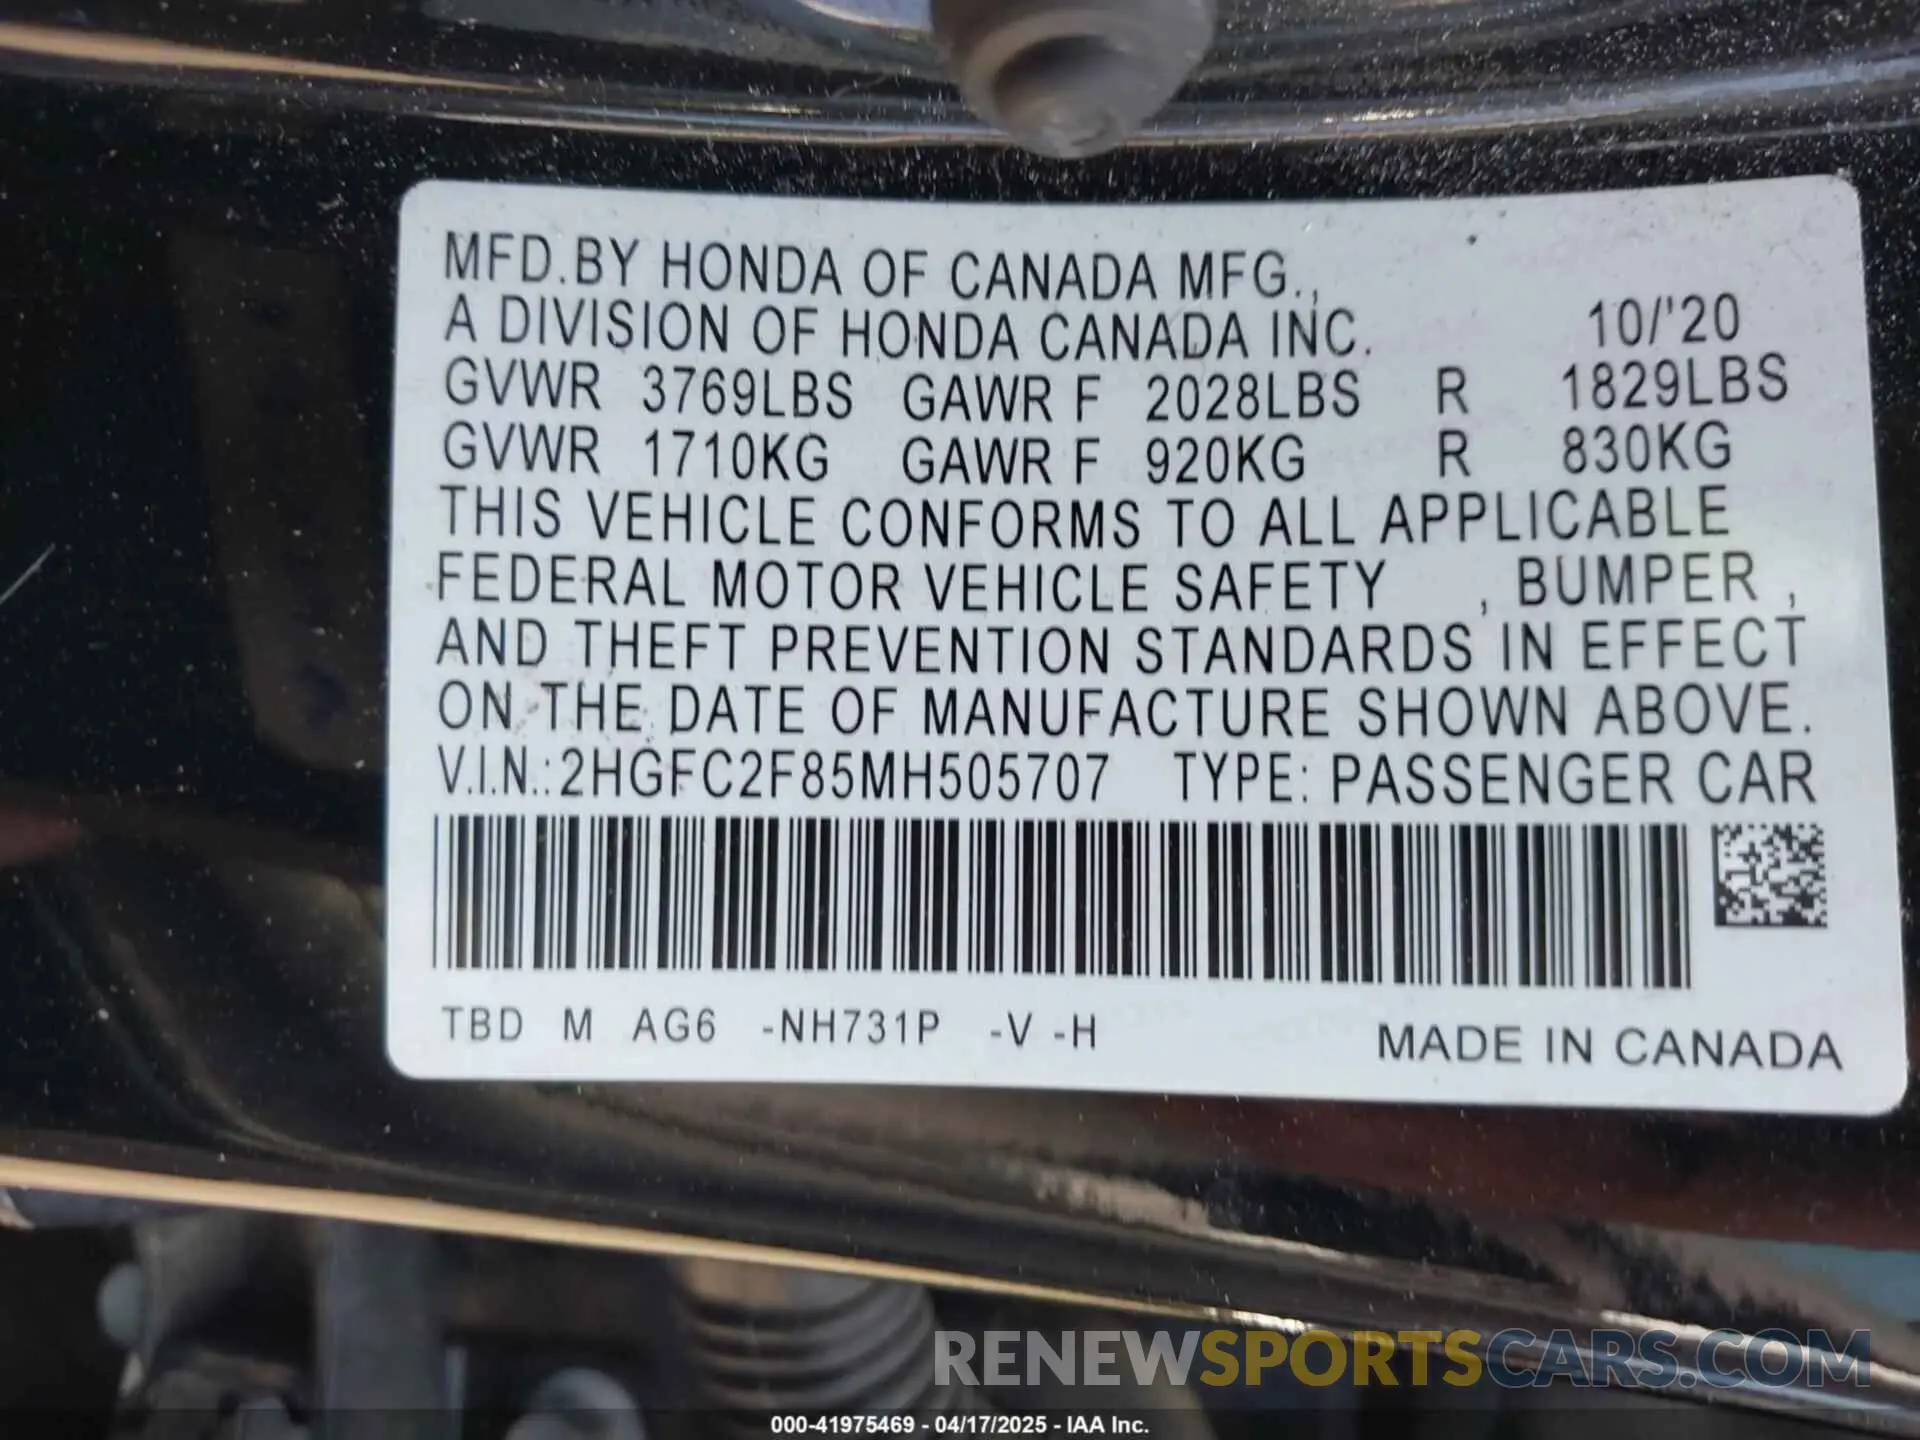 MFD.BY HONDA OF CANADA MFG.,
A DIVISION OF HONDA CANADA INC. 10/'20
GVWR 3769LBS GAWR F 2028LBS R 1829LBS
GVWR 1710KG GAWR F 920KG R 830KG
THIS VEHICLE CONFORMS TO ALL APPLICABLE
FEDERAL MOTOR VEHICLE SAFETY , BUMPER ,
AND THEFT PREVENTION STANDARDS IN EFFECT
ON THE DATE OF MANUFACTURE SHOWN ABOVE.
V.I.N.:2HGFC2F85MH505707 TYPE: PASSENGER CAR
TBD M AG6 -NH731P -V -H MADE IN CANADA
RENEWSPORTSCARS.COM
000-41975469 - 04/17/2025 - IAA Inc.